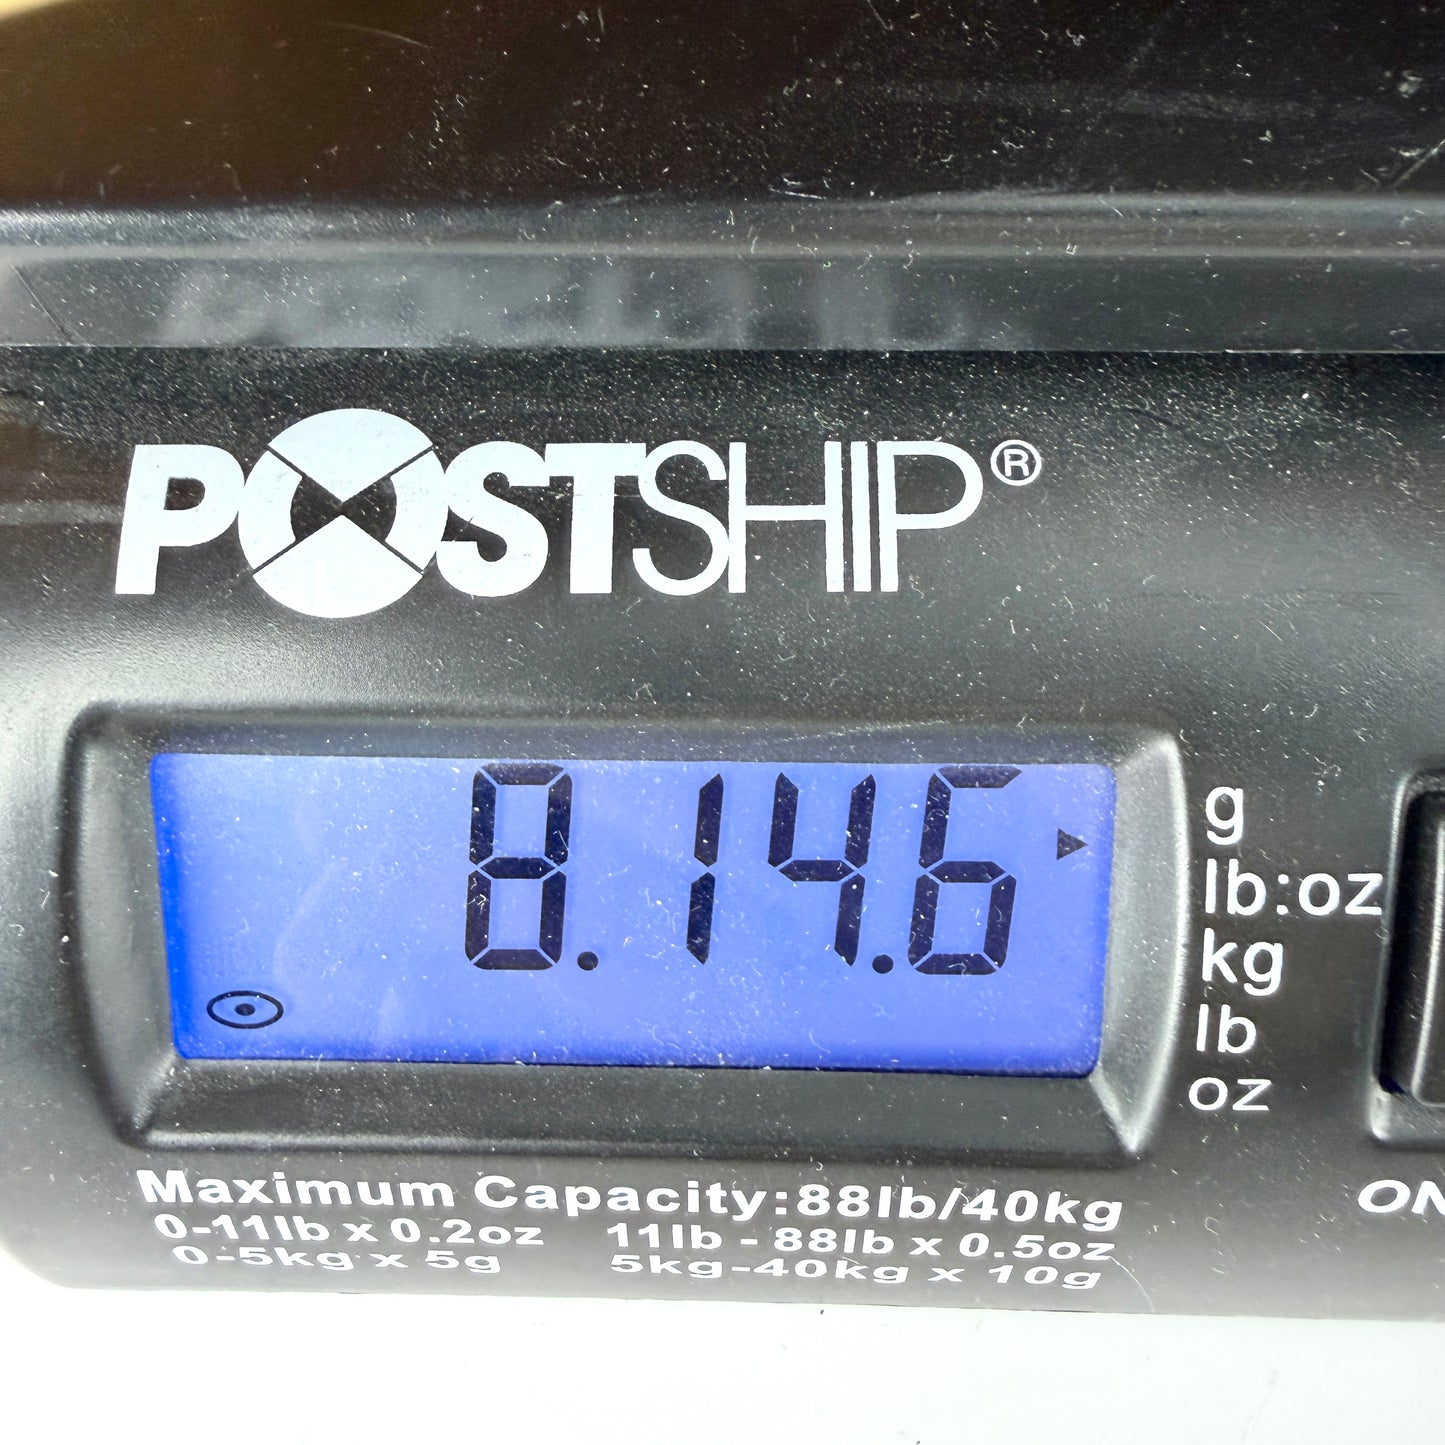 POSTSHIP®
8.14.6
g
lb:oz
kg
lb
oz
ON
Maximum Capacity:88lb/40kg
0-11lb x 0.2oz 11lb - 88lb x 0.5oz
0-5kg x 5g 5kg-40kg x 10g